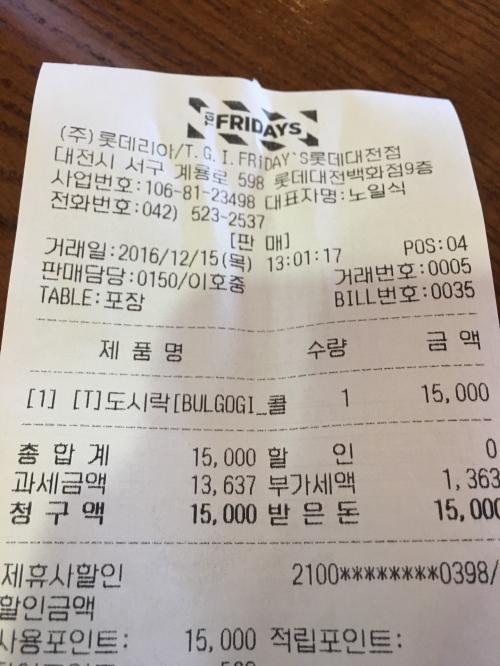 TGI FRIDAYS
(주)롯데리아/T.G.I.FRiDAY`S롯데대전점
대전시 서구 계룡로 598 롯데대전백화점9층
사업번호:106-81-23498 대표자명:노일식
전화번호:042) 523-2537
[판 매]
거래일:2016/12/15(목) 13:01:17 POS:04
판매담당:0150/이호중 거래번호:0005
TABLE:포장 BILL번호:0035
제 품 명 수량 금 액
[1] [T]도시락[BULGOGI_콜 1 15,000
총 합 계 15,000 할 인 0
과세금액 13,637 부가세액 1,363
청 구 액 15,000 받 은 돈 15,000
제휴사할인 2100********0398/
할인금액
사용포인트: 15,000 적립포인트: